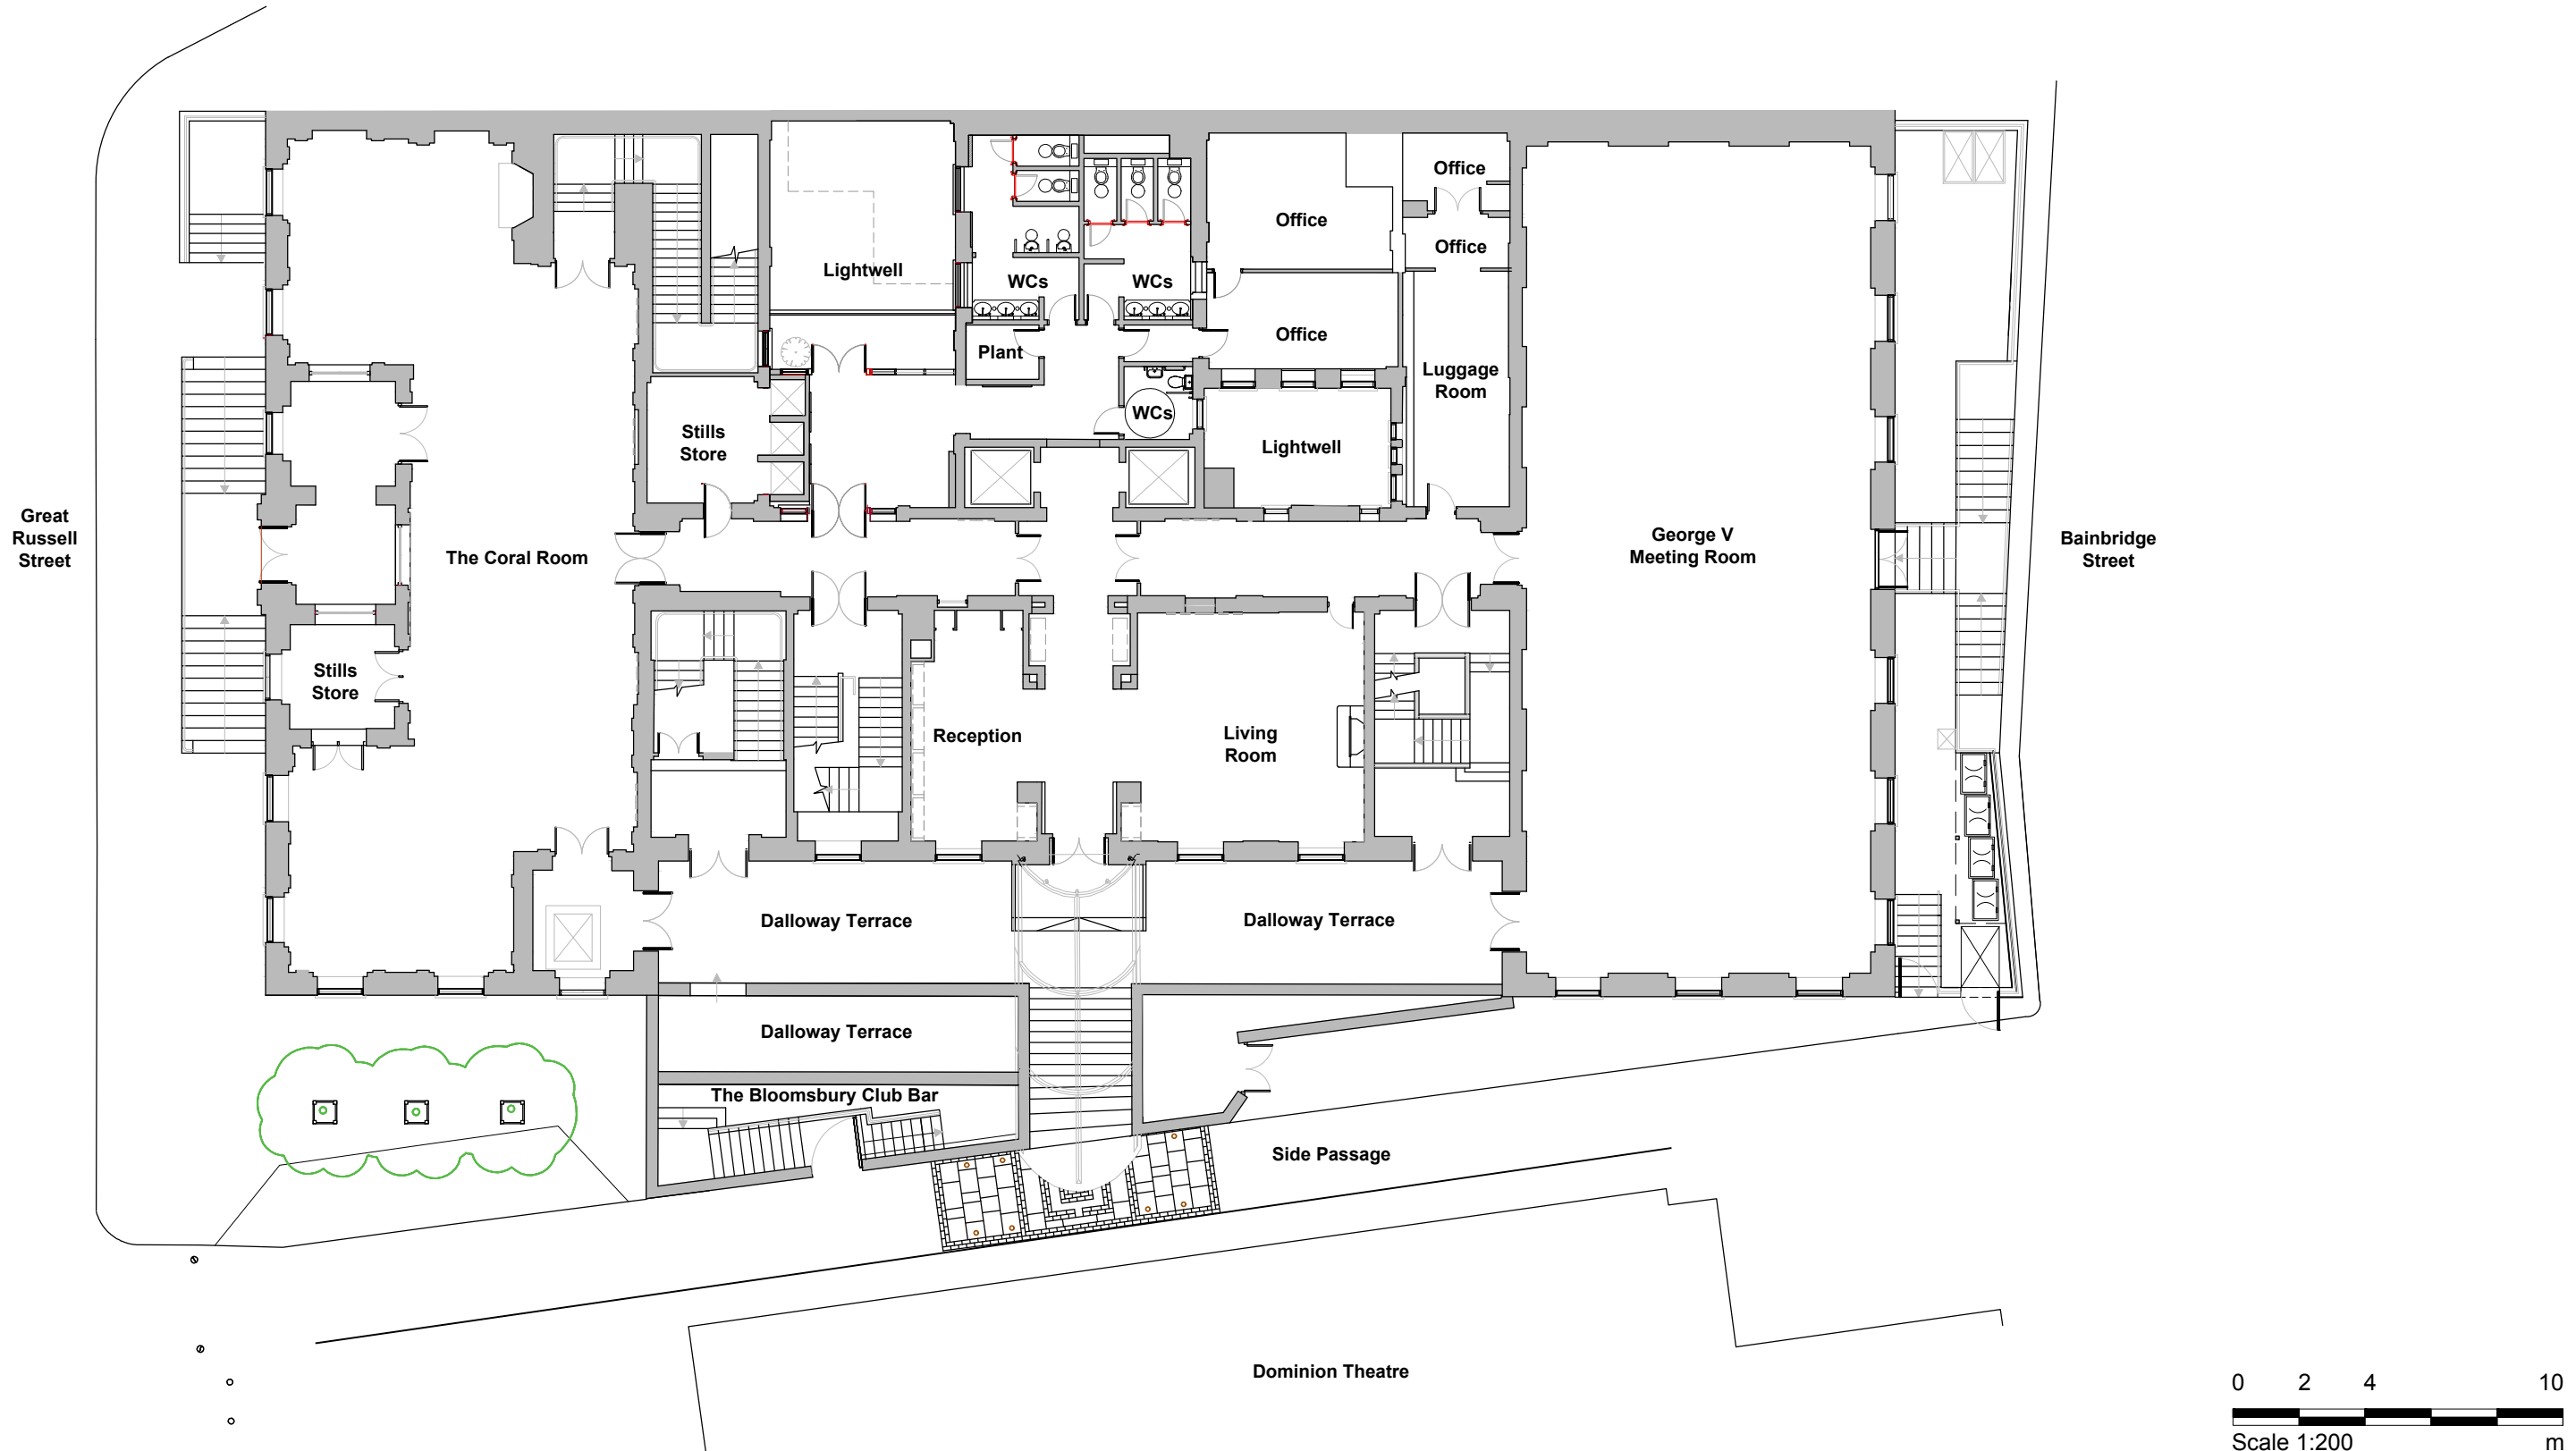 Office
Office
Office
Lightwell
WCs
WCs
Office
Plant
Luggage
Room
WCs
Stills
Store
Lightwell
Great
Russell
Street
The Coral Room
George V
Meeting Room
Bainbridge
Street
Stills
Store
Reception
Living
Room
Dalloway Terrace
Dalloway Terrace
Dalloway Terrace
The Bloomsbury Club Bar
Side Passage
Dominion Theatre
0 2 4 10
Scale 1:200 m